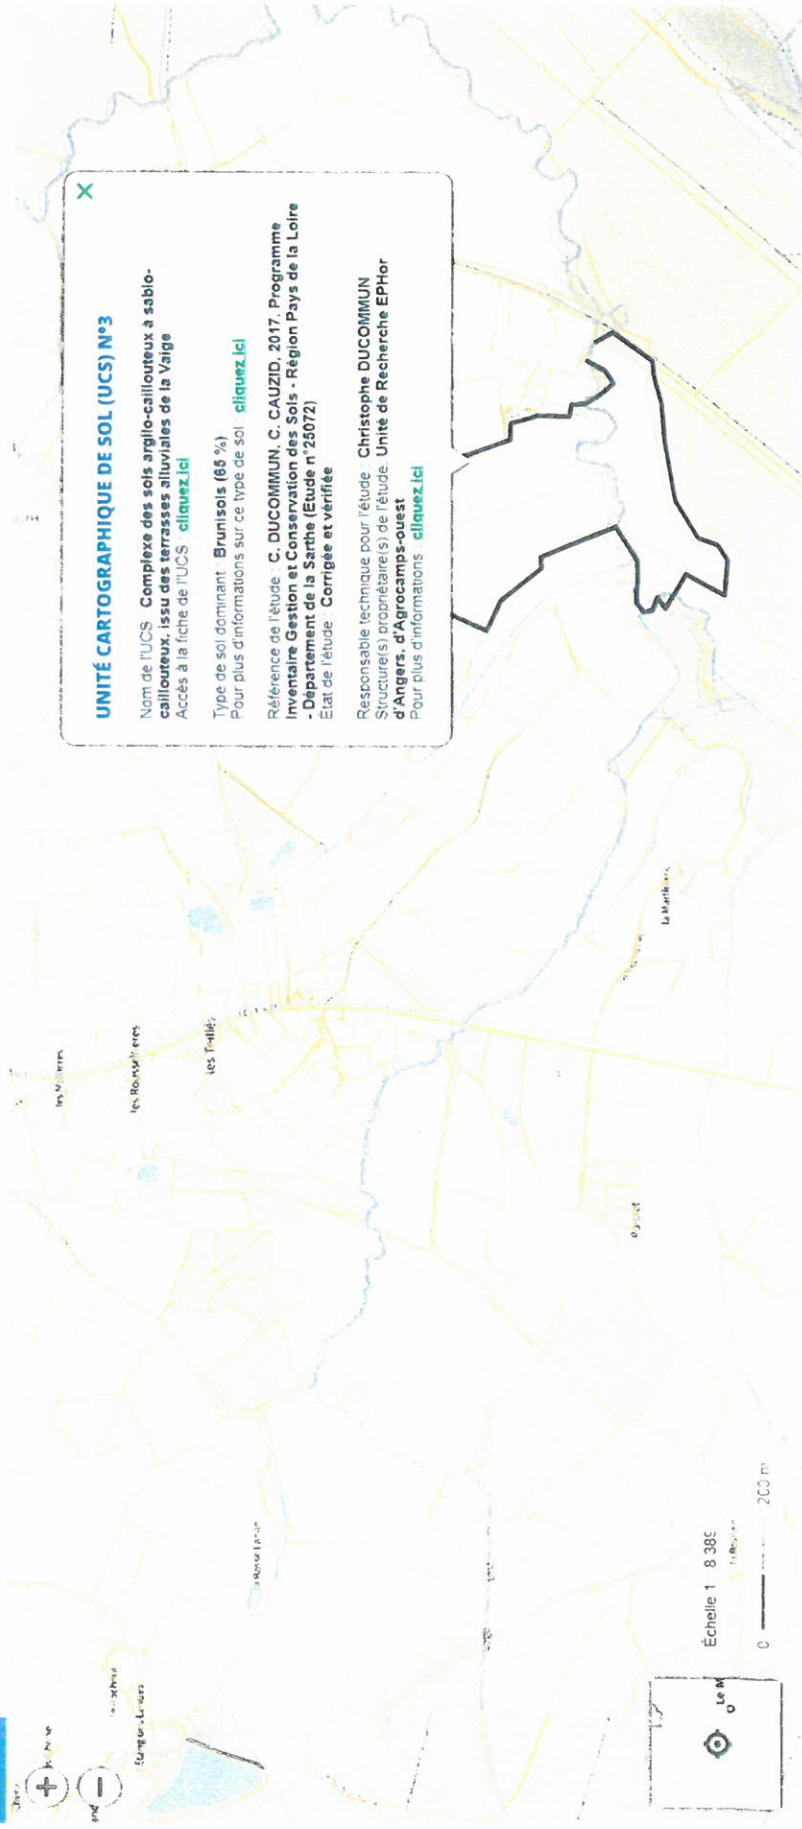 UNITÉ CARTOGRAPHIQUE DE SOL (UCS) N°3
Nom de l'UCS : Complexe des sols argilo-caillouteux à sablo-
caillouteux, issu des terrasses alluviales de la Vaige
Accès à la fiche de l'UCS : cliquez ici
Type de sol dominant : Brunisols (65 %)
Pour plus d'informations sur ce type de sol : cliquez ici
Référence de l'étude : C. DUCOMMUN, C. CAUZID, 2017. Programme
Inventaire Gestion et Conservation des Sols - Région Pays de la Loire
- Département de la Sarthe (Etude n°25072)
État de l'étude : Corrigée et vérifiée
Responsable technique pour l'étude : Christophe DUCOMMUN
Structure(s) propriétaire(s) de l'étude. Unité de Recherche EPHor
d'Angers, d'Agrocamps-ouest
Pour plus d'informations : cliquez ici
les Teillés
la Martinière
Échelle 1 : 8 389
0 200 m
Le M